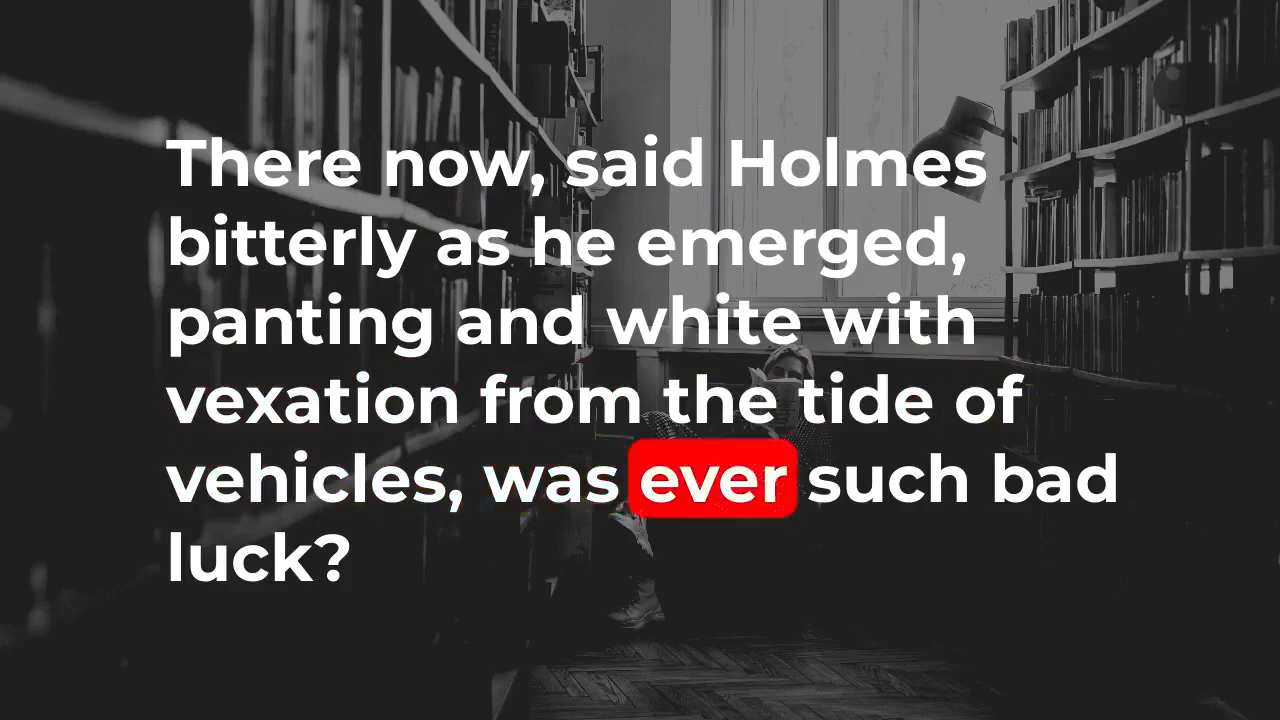 There now, said Holmes
bitterly as he emerged,
panting and white with
vexation from the tide of
vehicles, was ever such bad
luck?